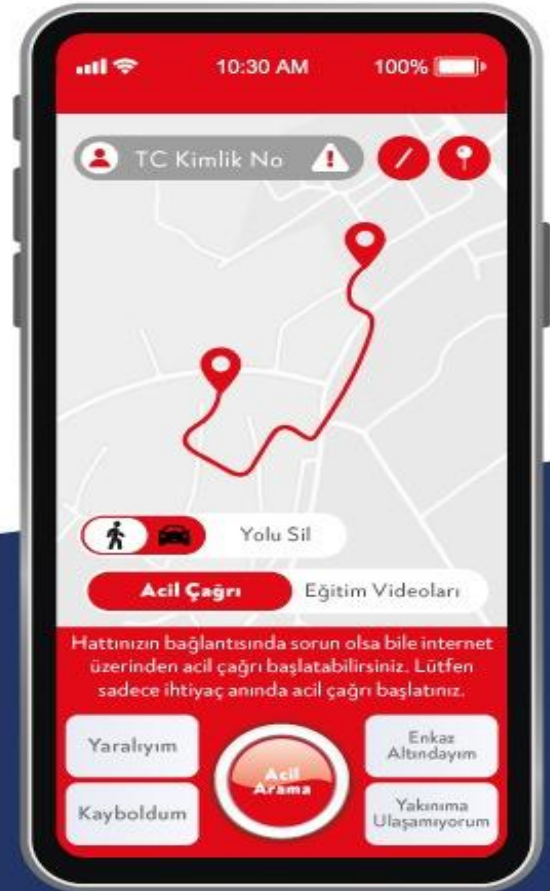 10:30 AM
100%
TC Kimlik No
Yolu Sil
Acil Çağrı
Eğitim Videoları
Hattınızın bağlantısında sorun olsa bile internet
üzerinden acil çağrı başlatabilirsiniz. Lütfen
sadece ihtiyaç anında acil çağrı başlatınız.
Yaralıyım
Acil
Arama
Enkaz
Altındayım
Kayboldum
Yakınıma
Ulaşamıyorum